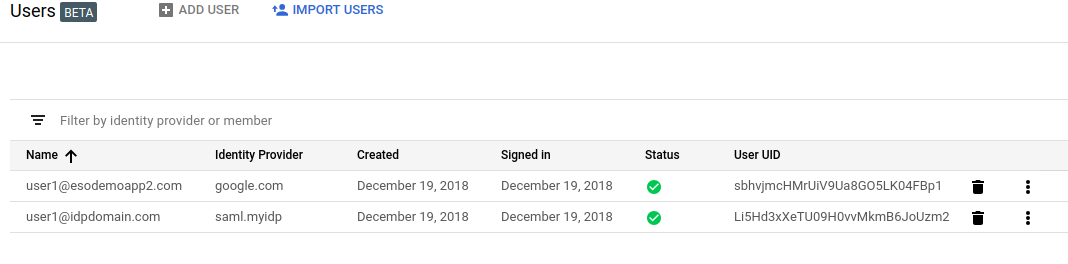 Users BETA ADD USER IMPORT USERS
Filter by identity provider or member
Name Identity Provider Created Signed in Status User UID
user1@esodemoapp2.com google.com December 19, 2018 December 19, 2018 sbhvjmcHMrUiV9Ua8GO5LK04FBp1
user1@idpdomain.com saml.myidp December 19, 2018 December 19, 2018 Li5Hd3xXeTU09H0vvMkmB6JoUzm2